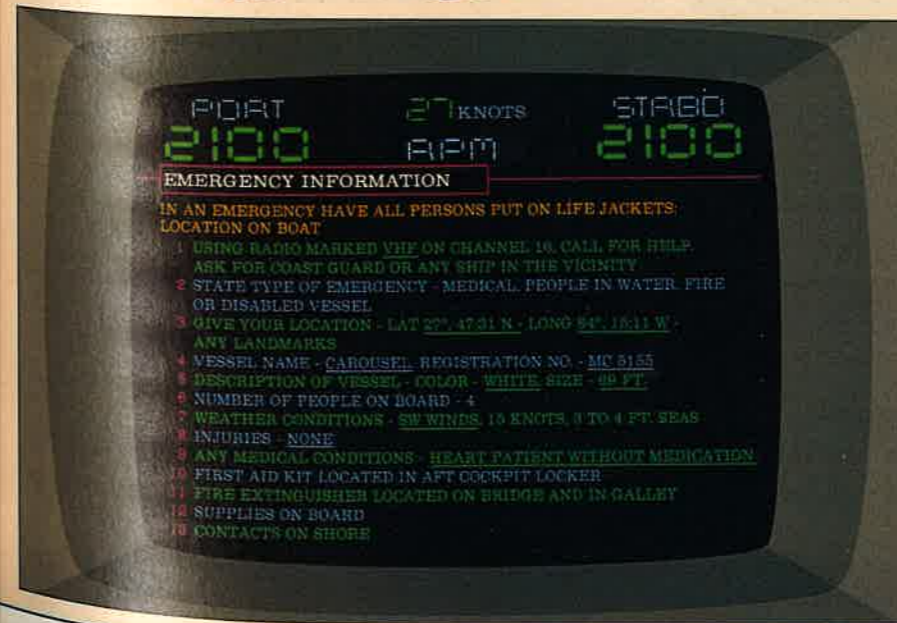 PORT 27 KNOTS STABD
2100 RPM 2100
EMERGENCY INFORMATION
IN AN EMERGENCY HAVE ALL PERSONS PUT ON LIFE JACKETS:
LOCATION ON BOAT
1 USING RADIO MARKED VHF ON CHANNEL 16, CALL FOR HELP.
ASK FOR COAST GUARD OR ANY SHIP IN THE VICINITY
2 STATE TYPE OF EMERGENCY - MEDICAL, PEOPLE IN WATER, FIRE
OR DISABLED VESSEL
3 GIVE YOUR LOCATION - LAT 27°, 47:31 N - LONG 84°, 15:11 W -
ANY LANDMARKS
4 VESSEL NAME - CAROUSEL, REGISTRATION NO. - MC 5155
5 DESCRIPTION OF VESSEL - COLOR - WHITE, SIZE - 69 FT.
6 NUMBER OF PEOPLE ON BOARD - 4
7 WEATHER CONDITIONS - SW WINDS, 15 KNOTS, 3 TO 4 FT. SEAS
8 INJURIES - NONE
9 ANY MEDICAL CONDITIONS - HEART PATIENT WITHOUT MEDICATION
10 FIRST AID KIT LOCATED IN AFT COCKPIT LOCKER
11 FIRE EXTINGUISHER LOCATED ON BRIDGE AND IN GALLEY
12 SUPPLIES ON BOARD
13 CONTACTS ON SHORE